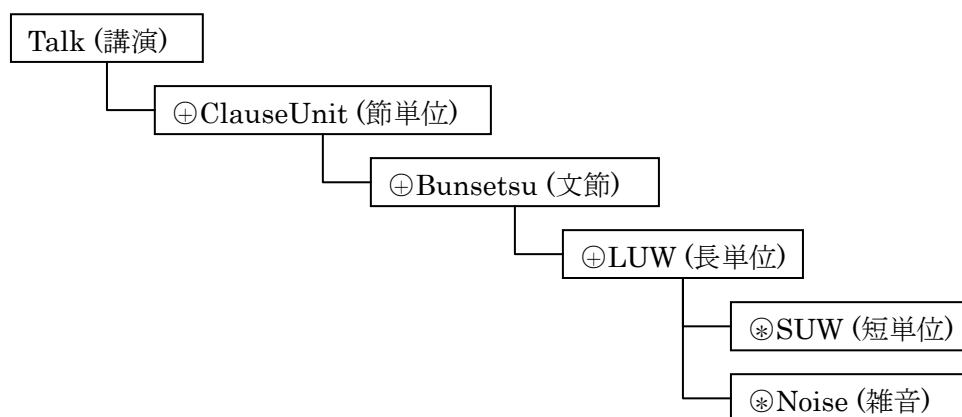 Talk (講演)
⊕ClauseUnit (節単位)
⊕Bunsetsu (文節)
⊕LUW (長単位)
⊛SUW (短単位)
⊛Noise (雑音)